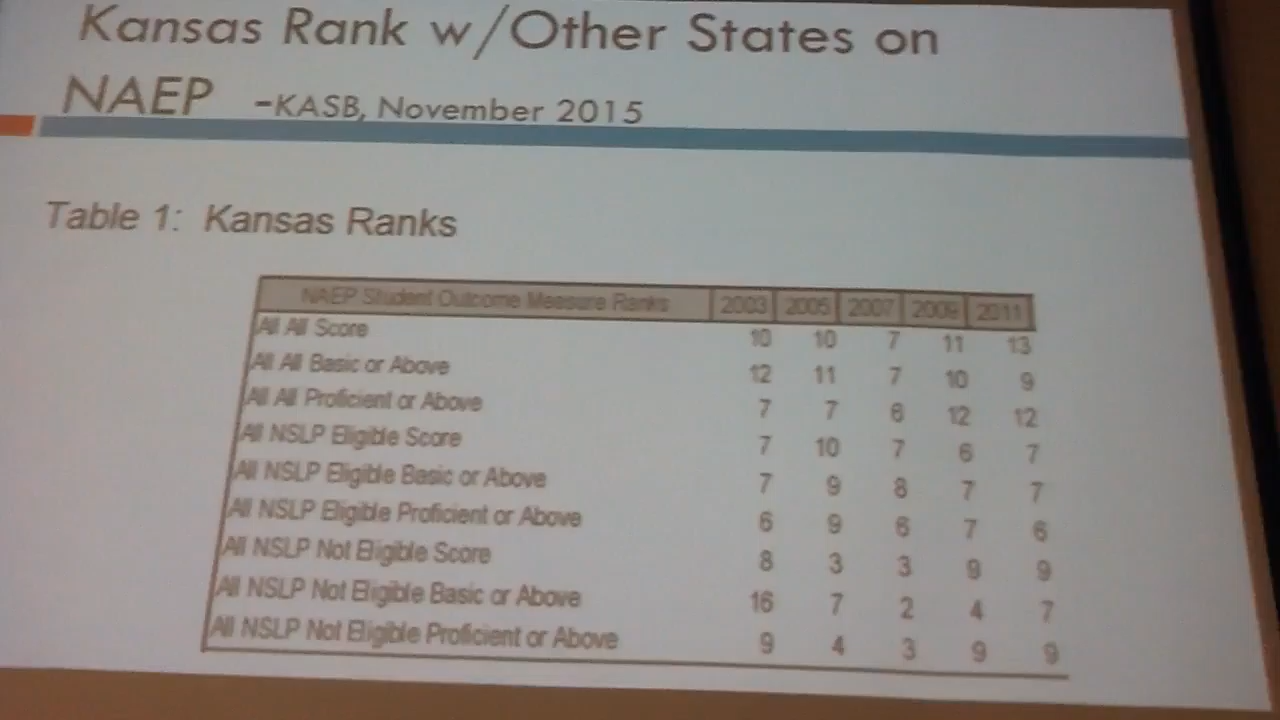 Kansas Rank w/Other States on
NAEP -KASB, November 2015
Table 1: Kansas Ranks
NAEP Student Outcome Measure Ranks 2003 2005 2007 2009 2011
All All Score 10 10 7 11 13
All All Basic or Above 12 11 7 10 9
All All Proficient or Above 7 7 6 12 12
All NSLP Eligible Score 7 10 7 6 7
All NSLP Eligible Basic or Above 7 9 8 7 7
All NSLP Eligible Proficient or Above 6 9 6 7 6
All NSLP Not Eligible Score 8 3 3 9 9
All NSLP Not Eligible Basic or Above 16 7 2 4 7
All NSLP Not Eligible Proficient or Above 9 4 3 9 9